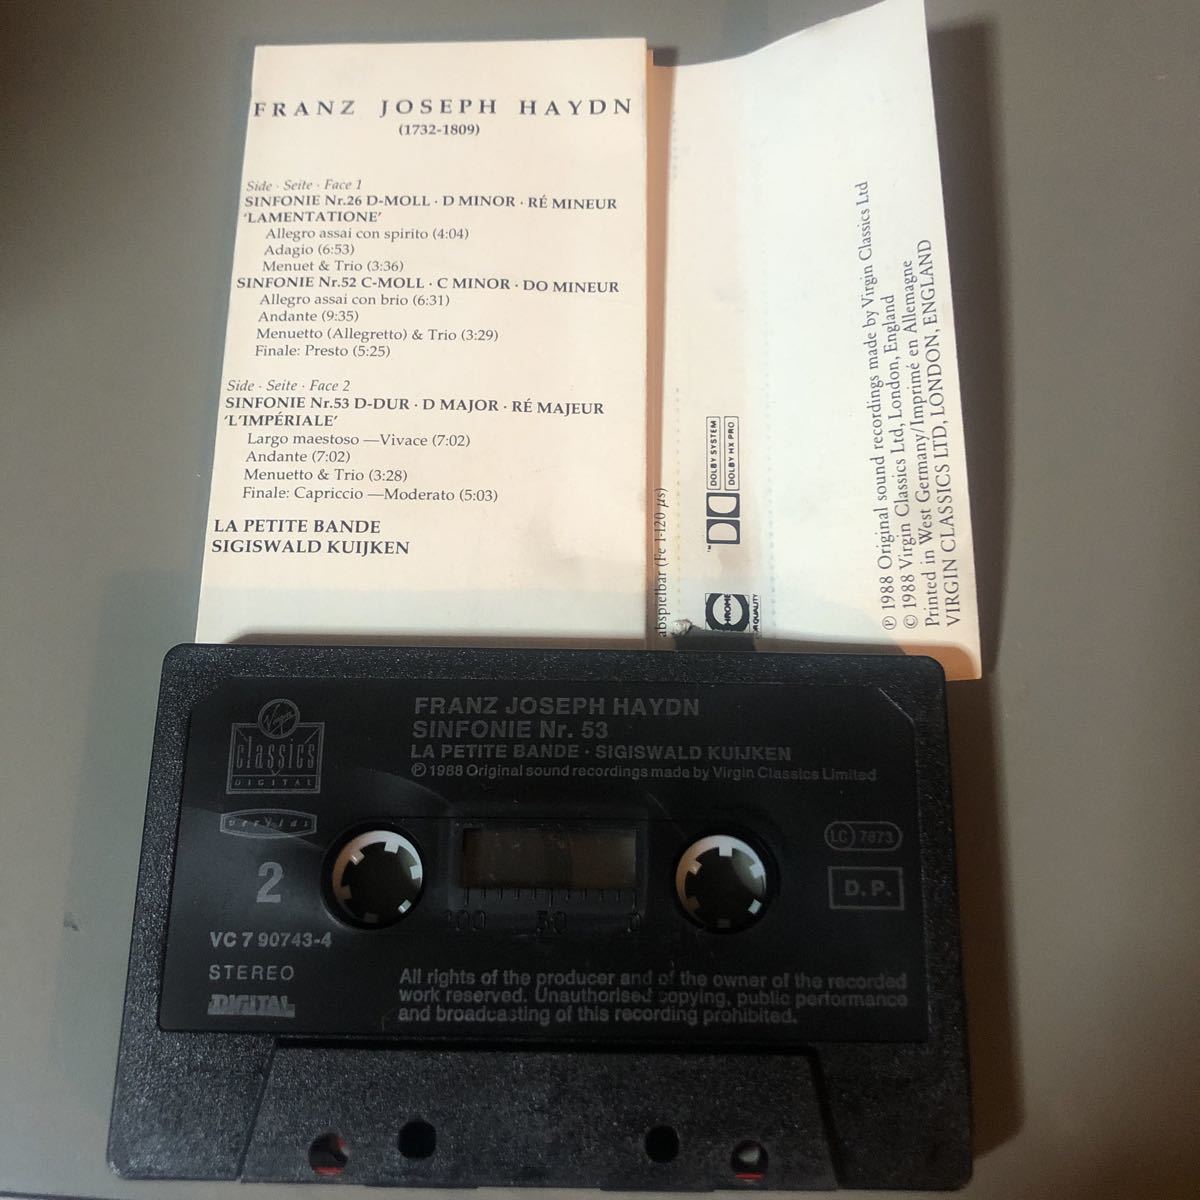 FRANZ JOSEPH HAYDN
(1732-1809)
Side · Seite · Face 1
SINFONIE Nr.26 D-MOLL · D MINOR · RÉ MINEUR
'LAMENTATIONE'
Allegro assai con spirito (4:04)
Adagio (6:53)
Menuet & Trio (3:36)
SINFONIE Nr.52 C-MOLL · C MINOR · DO MINEUR
Allegro assai con brio (6:31)
Andante (9:35)
Menuetto (Allegretto) & Trio (3:29)
Finale: Presto (5:25)
Side · Seite · Face 2
SINFONIE Nr.53 D-DUR · D MAJOR · RÉ MAJEUR
'L'IMPÉRIALE'
Largo maestoso —Vivace (7:02)
Andante (7:02)
Menuetto & Trio (3:28)
Finale: Capriccio —Moderato (5:03)
LA PETITE BANDE
SIGISWALD KUIJKEN
abspielbar (Fe 1-120 µs)
DOLBY SYSTEM
DOLBY HX PRO
TM
℗ 1988 Original sound recordings made by Virgin Classics Ltd
© 1988 Virgin Classics Ltd, London, England
Printed in West Germany/Imprimé en Allemagne
VIRGIN CLASSICS LTD, LONDON, ENGLAND
Virgin
classics
DIGITAL
veritas
2
VC 7 90743-4
STEREO
DIGITAL
FRANZ JOSEPH HAYDN
SINFONIE Nr. 53
LA PETITE BANDE · SIGISWALD KUIJKEN
℗ 1988 Original sound recordings made by Virgin Classics Limited
100 50 0
LC 7873
D.P.
All rights of the producer and of the owner of the recorded
work reserved. Unauthorised copying, public performance
and broadcasting of this recording prohibited.